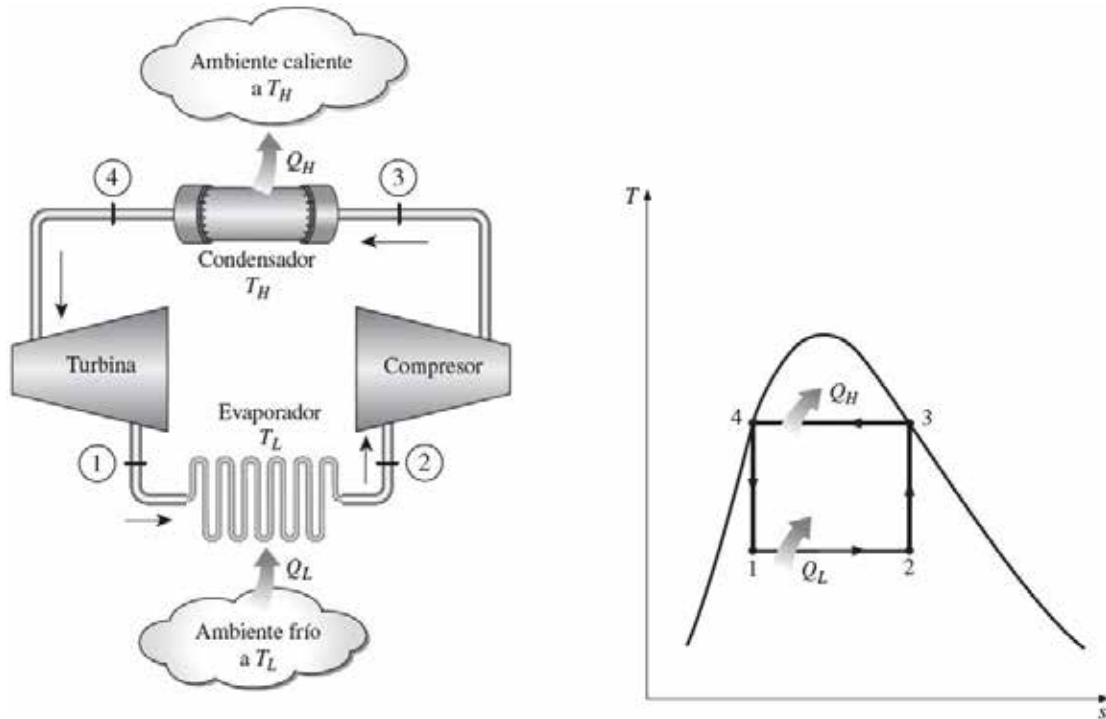 Ambiente caliente
a T_H
Q_H
4
3
Condensador
T_H
Turbina
Compresor
Evaporador
T_L
1
2
Q_L
Ambiente frío
a T_L
T
4
Q_H
3
1
Q_L
2
s